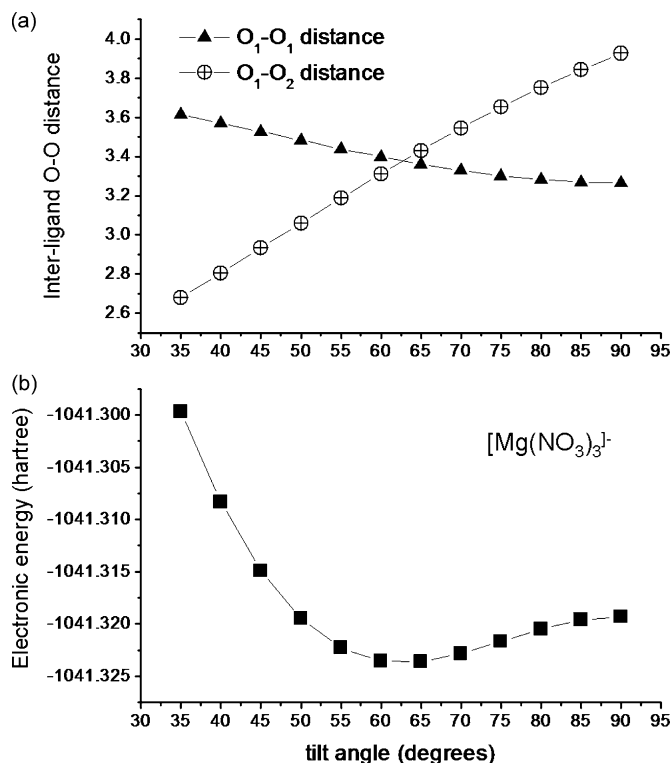 (a)
O₁-O₁ distance
O₁-O₂ distance
Inter-ligand O-O distance
4.0
3.8
3.6
3.4
3.2
3.0
2.8
2.6
30 35 40 45 50 55 60 65 70 75 80 85 90 95
(b)
[Mg(NO₃)₃]⁻
Electronic energy (hartree)
-1041.300
-1041.305
-1041.310
-1041.315
-1041.320
-1041.325
30 35 40 45 50 55 60 65 70 75 80 85 90 95
tilt angle (degrees)